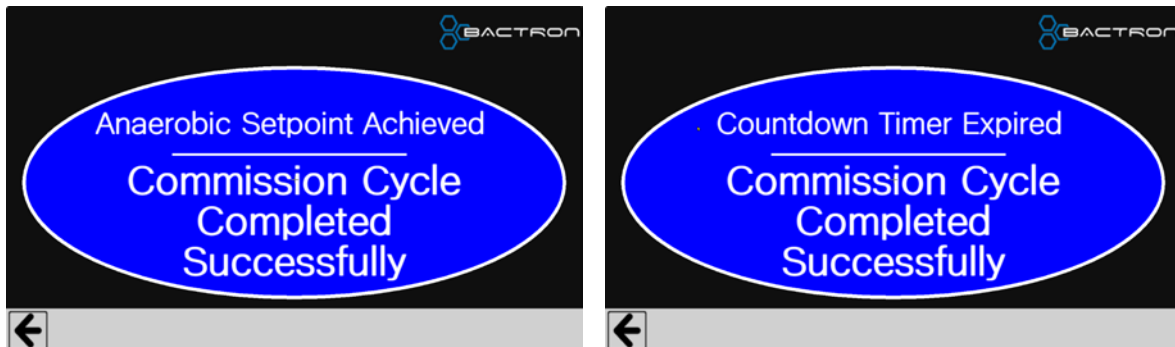 BACTRON
Anaerobic Setpoint Achieved
Commission Cycle
Completed
Successfully
BACTRON
Countdown Timer Expired
Commission Cycle
Completed
Successfully